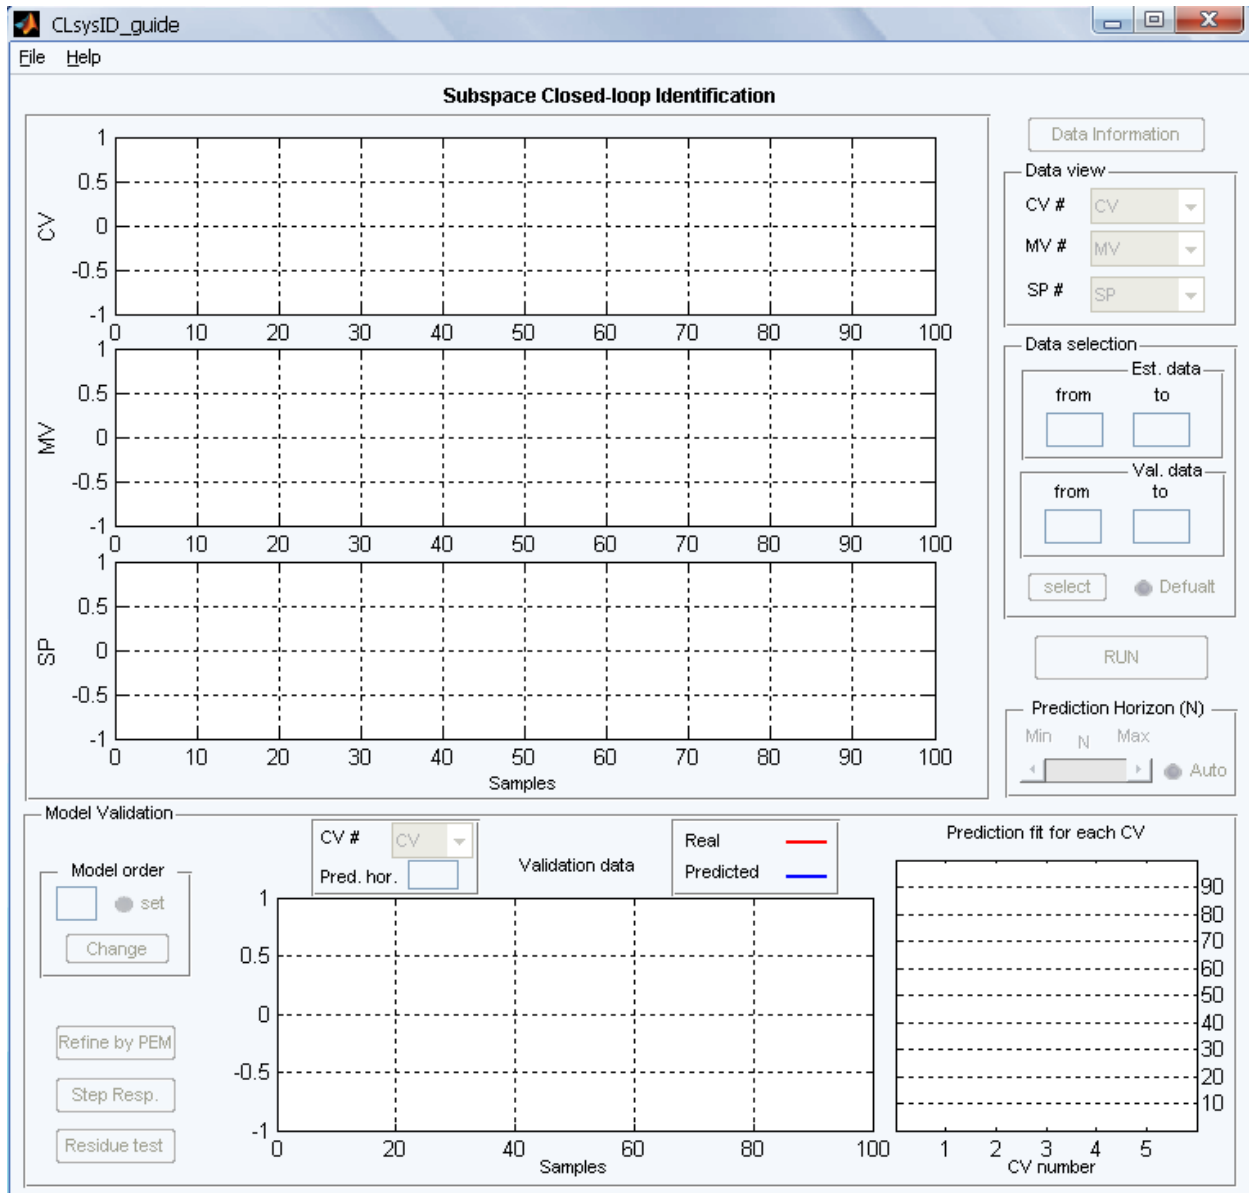 CLsysID_guide
File Help
Subspace Closed-loop Identification
CV
1
0.5
0
-0.5
-1
0 10 20 30 40 50 60 70 80 90 100
MV
0.5
0
-0.5
-1
0 10 20 30 40 50 60 70 80 90 100
SP
0.5
0
-0.5
-1
0 10 20 30 40 50 60 70 80 90 100
Samples
Data Information
Data view
CV # CV
MV # MV
SP # SP
Data selection
Est. data
from to
Val. data
from to
select Defualt
RUN
Prediction Horizon (N)
Min N Max
Auto
Model Validation
Model order
set
Change
Refine by PEM
Step Resp.
Residue test
CV # CV
Pred. hor.
Validation data
Real
Predicted
1
0.5
0
-0.5
-1
0 20 40 60 80 100
Samples
Prediction fit for each CV
90
80
70
60
50
40
30
20
10
1 2 3 4 5
CV number